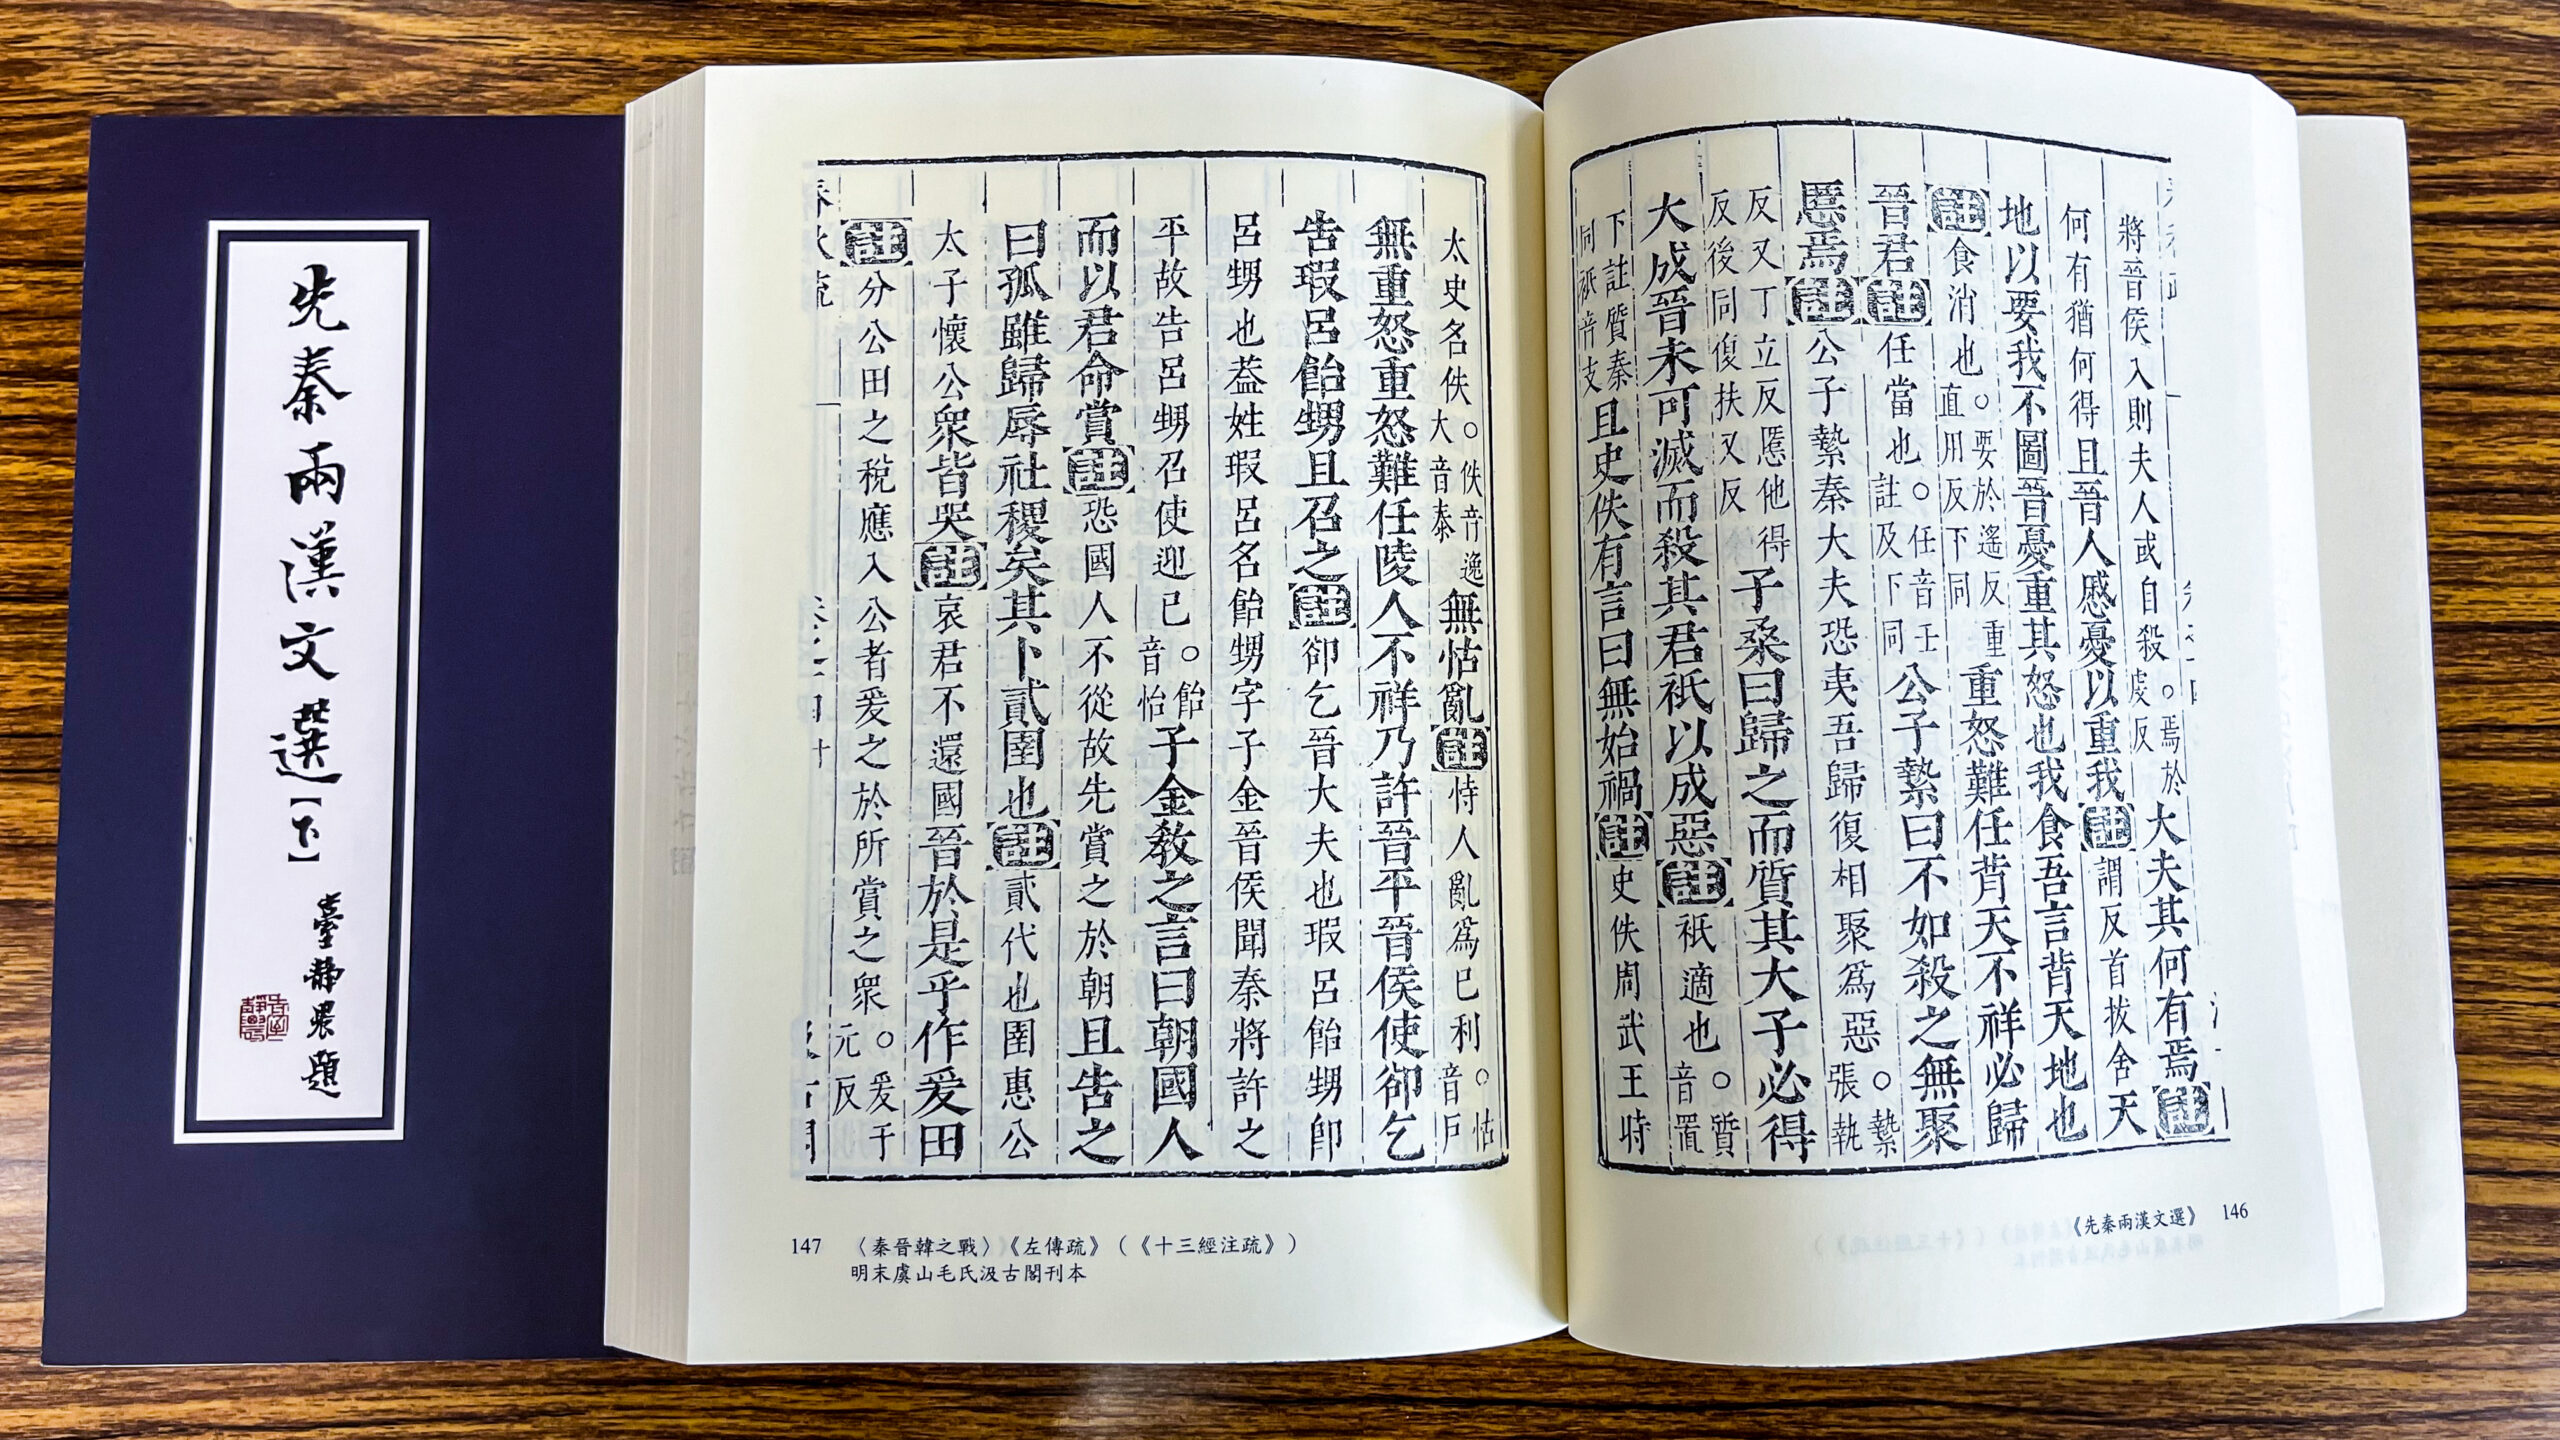 先秦兩漢文選【下】
臺靜農題
將晉侯入則夫人或自殺。焉於虔反大夫其何有焉註
何有猶何得且晉人慼憂以重我註謂反首拔舍天
地以要我不圖晉憂重其怒也我食吾言背天地也
註食消也。要於遙反重直用反下同重怒難任背天不祥必歸
晉君註任當也。任音壬註及下同公子縶曰不如殺之無聚
慝焉註公子縶秦大夫恐夷吾歸復相聚爲惡。縶張執
反又丁立反慝他得反後同復扶又反子桑曰歸之而質其大子必得
大成晉未可滅而殺其君祇以成惡註祇適也。質音置
下註質秦同祇音支且史佚有言曰無始禍註史佚周武王時
《先秦兩漢文選》 146
太史名佚。佚音逸大音泰無怙亂註恃人亂爲己利。怙音戶
無重怒重怒難任陵人不祥乃許晉平晉侯使郤乞
告瑕呂飴甥且召之註郤乞晉大夫也瑕呂飴甥卽
呂甥也蓋姓瑕呂名飴甥字子金晉侯聞秦將許之
平故告呂甥召使迎己。飴音怡子金教之言曰朝國人
而以君命賞註恐國人不從故先賞之於朝且告之
曰孤雖歸辱社稷矣其卜貳圉也註貳代也圉惠公
太子懷公衆皆哭註哀君不還國晉於是乎作爰田
註分公田之稅應入公者爰之於所賞之衆。爰于元反
147 〈秦晉韓之戰〉《左傳疏》（《十三經注疏》）
明末虞山毛氏汲古閣刊本